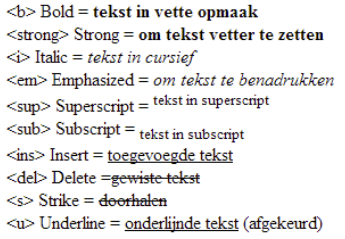 <b> Bold = tekst in vette opmaak
<strong> Strong = om tekst vetter te zetten
<i> Italic = tekst in cursief
<em> Emphasized = om tekst te benadrukken
<sup> Superscript = tekst in superscript
<sub> Subscript = tekst in subscript
<ins> Insert = toegevoegde tekst
<del> Delete =gewiste tekst
<s> Strike = doorhalen
<u> Underline = onderlijnde tekst (afgekeurd)